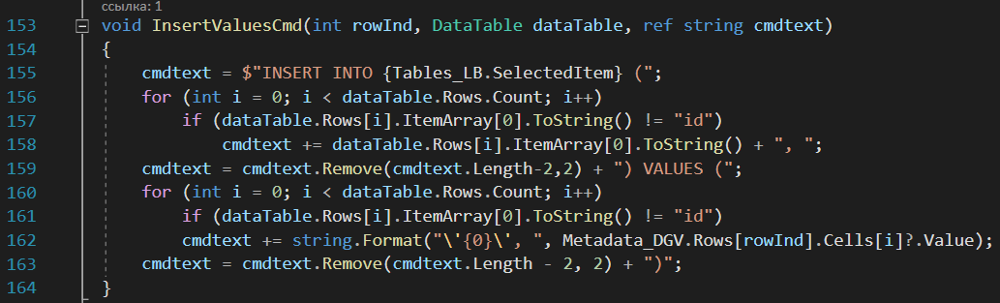 ссылка: 1
153 void InsertValuesCmd(int rowInd, DataTable dataTable, ref string cmdtext)
154 {
155 cmdtext = $"INSERT INTO {Tables_LB.SelectedItem} (";
156 for (int i = 0; i < dataTable.Rows.Count; i++)
157 if (dataTable.Rows[i].ItemArray[0].ToString() != "id")
158 cmdtext += dataTable.Rows[i].ItemArray[0].ToString() + ", ";
159 cmdtext = cmdtext.Remove(cmdtext.Length-2,2) + ") VALUES (";
160 for (int i = 0; i < dataTable.Rows.Count; i++)
161 if (dataTable.Rows[i].ItemArray[0].ToString() != "id")
162 cmdtext += string.Format("\'{0}\', ", Metadata_DGV.Rows[rowInd].Cells[i]?.Value);
163 cmdtext = cmdtext.Remove(cmdtext.Length - 2, 2) + ")";
164 }